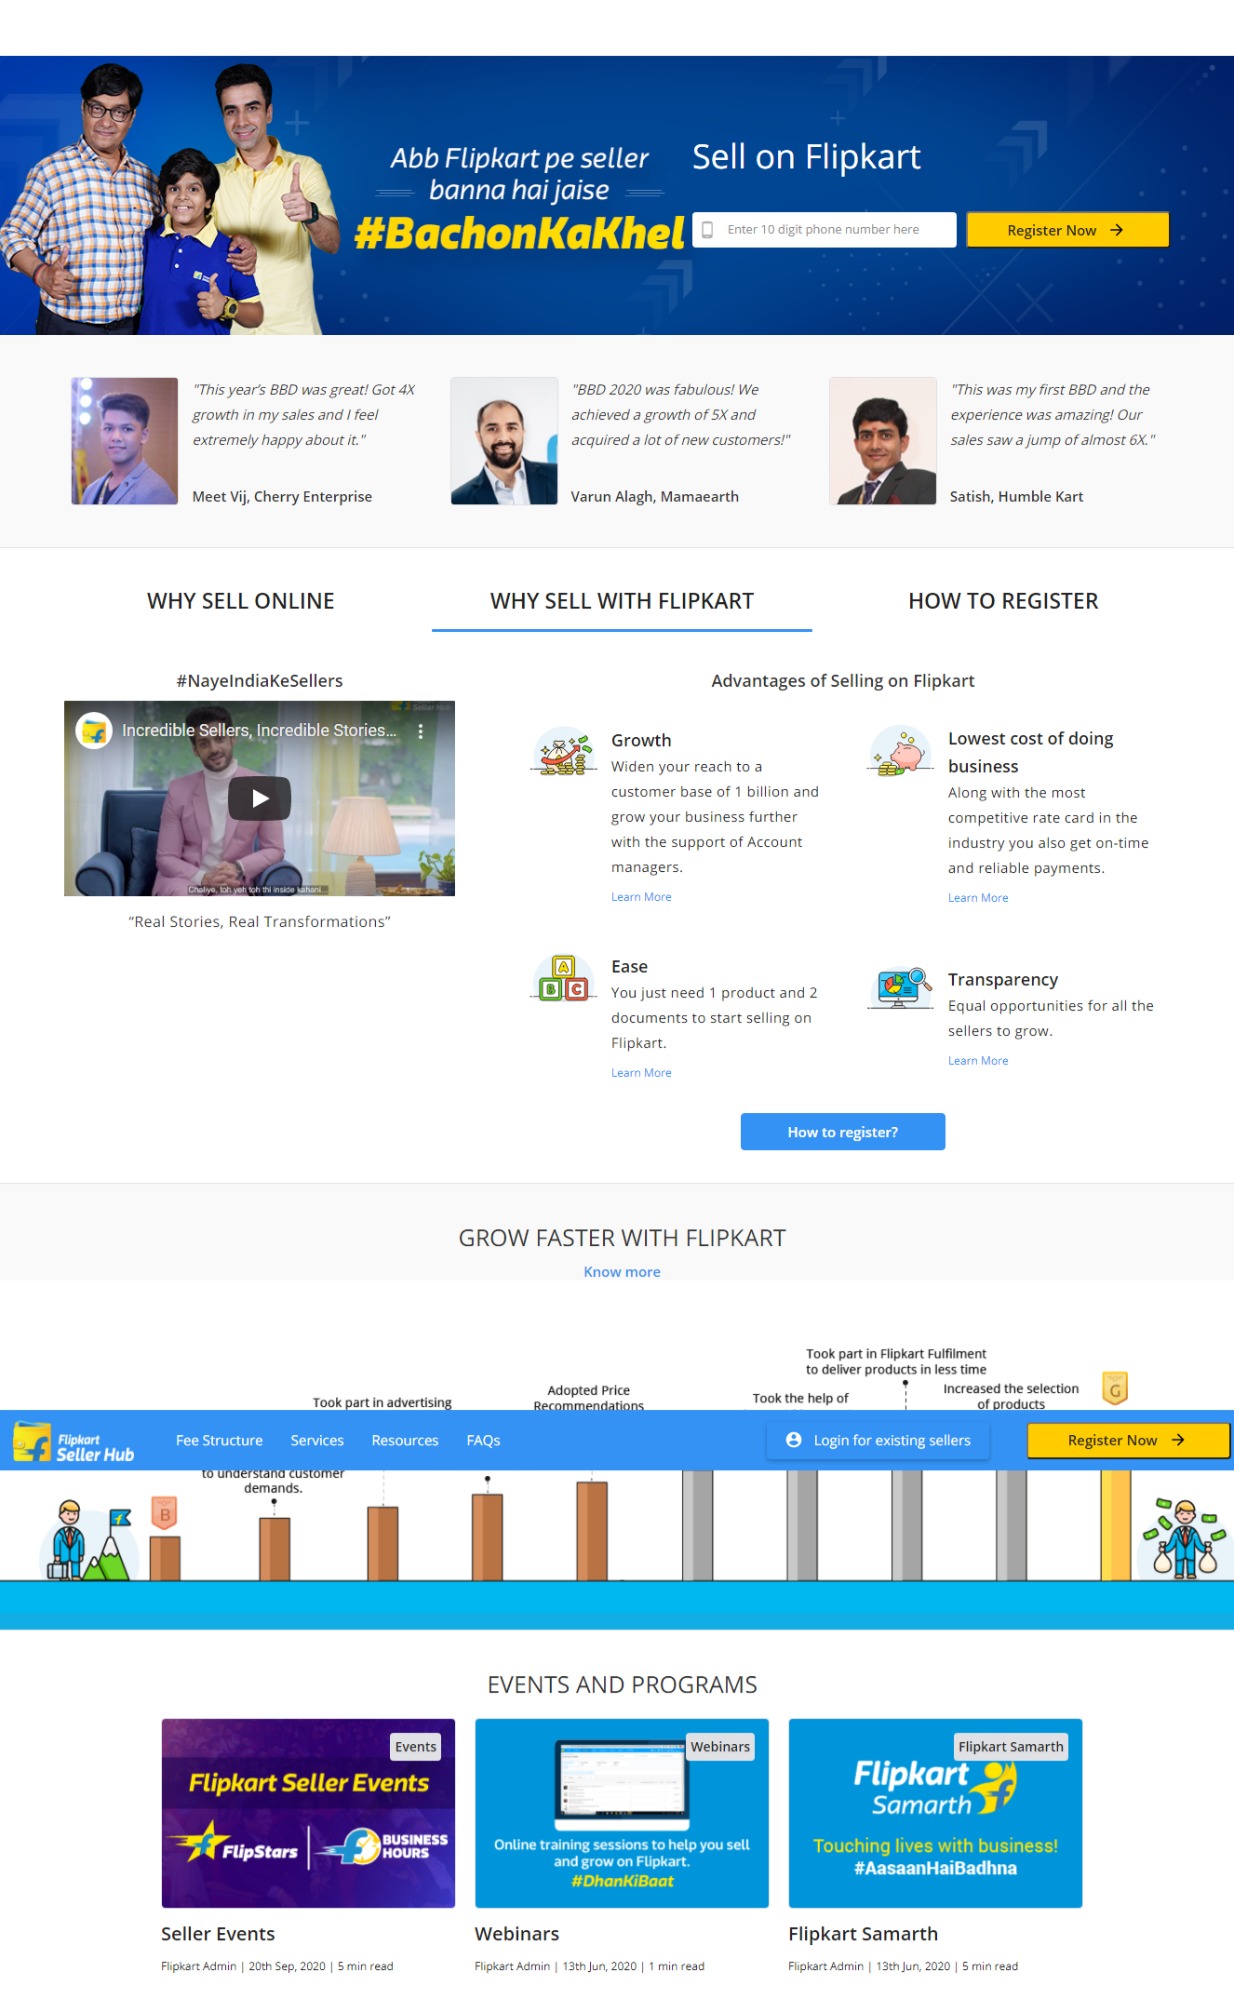 Abb Flipkart pe seller
banna hai jaise
#BachonKaKhel
Sell on Flipkart
Enter 10 digit phone number here
Register Now
"This year's BBD was great! Got 4X
growth in my sales and I feel
extremely happy about it."
Meet Vij, Cherry Enterprise
"BBD 2020 was fabulous! We
achieved a growth of 5X and
acquired a lot of new customers!"
Varun Alagh, Mamaearth
"This was my first BBD and the
experience was amazing! Our
sales saw a jump of almost 6X."
Satish, Humble Kart
WHY SELL ONLINE
WHY SELL WITH FLIPKART
HOW TO REGISTER
#NayeIndiaKeSellers
Seller Hub
Incredible Sellers, Incredible Stories...
Choliye, toh yeh toh thi inside kahani...
"Real Stories, Real Transformations"
Advantages of Selling on Flipkart
Growth
Widen your reach to a
customer base of 1 billion and
grow your business further
with the support of Account
managers.
Learn More
Lowest cost of doing
business
Along with the most
competitive rate card in the
industry you also get on-time
and reliable payments.
Learn More
A
B C
Ease
You just need 1 product and 2
documents to start selling on
Flipkart.
Learn More
Transparency
Equal opportunities for all the
sellers to grow.
Learn More
How to register?
GROW FASTER WITH FLIPKART
Know more
Took part in Flipkart Fulfilment
to deliver products in less time
Took part in advertising
Adopted Price
Recommendations
Took the help of
Increased the selection
of products
G
Flipkart
Seller Hub
Fee Structure
Services
Resources
FAQs
Login for existing sellers
Register Now
to understand customer
demands.
B
EVENTS AND PROGRAMS
Events
Flipkart Seller Events
FlipStars
BUSINESS
HOURS
Webinars
Online training sessions to help you sell
and grow on Flipkart.
#DhanKiBaat
Flipkart Samarth
Flipkart
Samarth
Touching lives with business!
#AasaanHaiBadhna
Seller Events
Flipkart Admin | 20th Sep, 2020 | 5 min read
Webinars
Flipkart Admin | 13th Jun, 2020 | 1 min read
Flipkart Samarth
Flipkart Admin | 13th Jun, 2020 | 5 min read